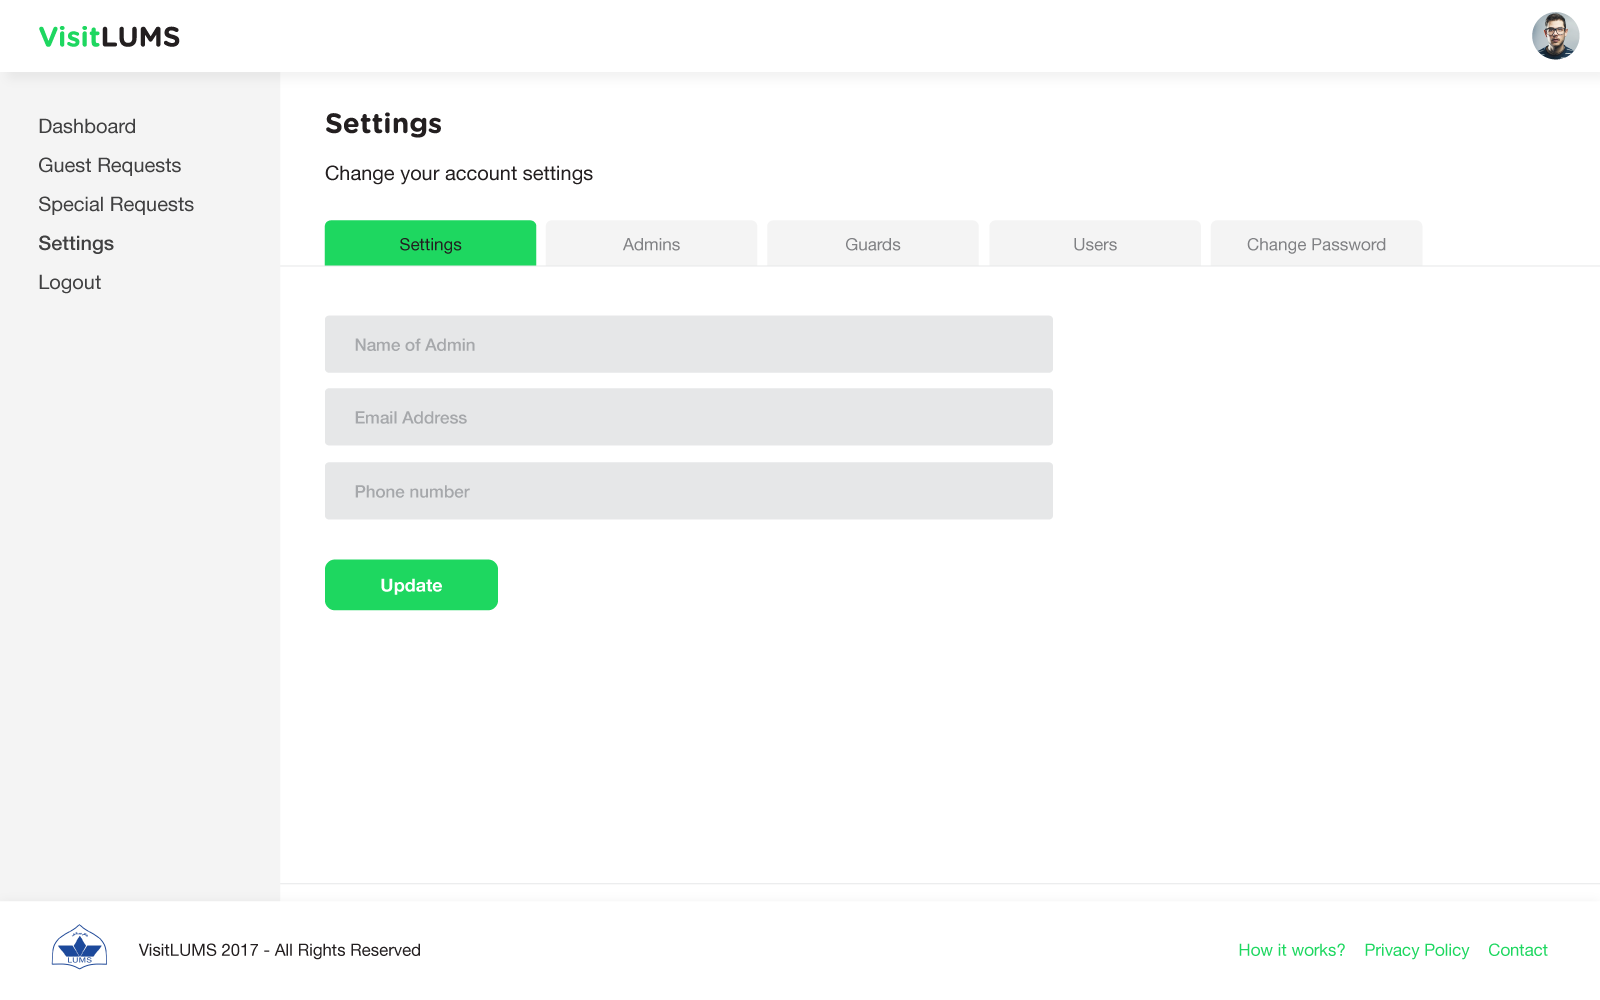 VisitLUMS
Dashboard
Guest Requests
Special Requests
Settings
Logout
Settings
Change your account settings
Settings
Admins
Guards
Users
Change Password
Name of Admin
Email Address
Phone number
Update
LUMS
VisitLUMS 2017 - All Rights Reserved
How it works?
Privacy Policy
Contact